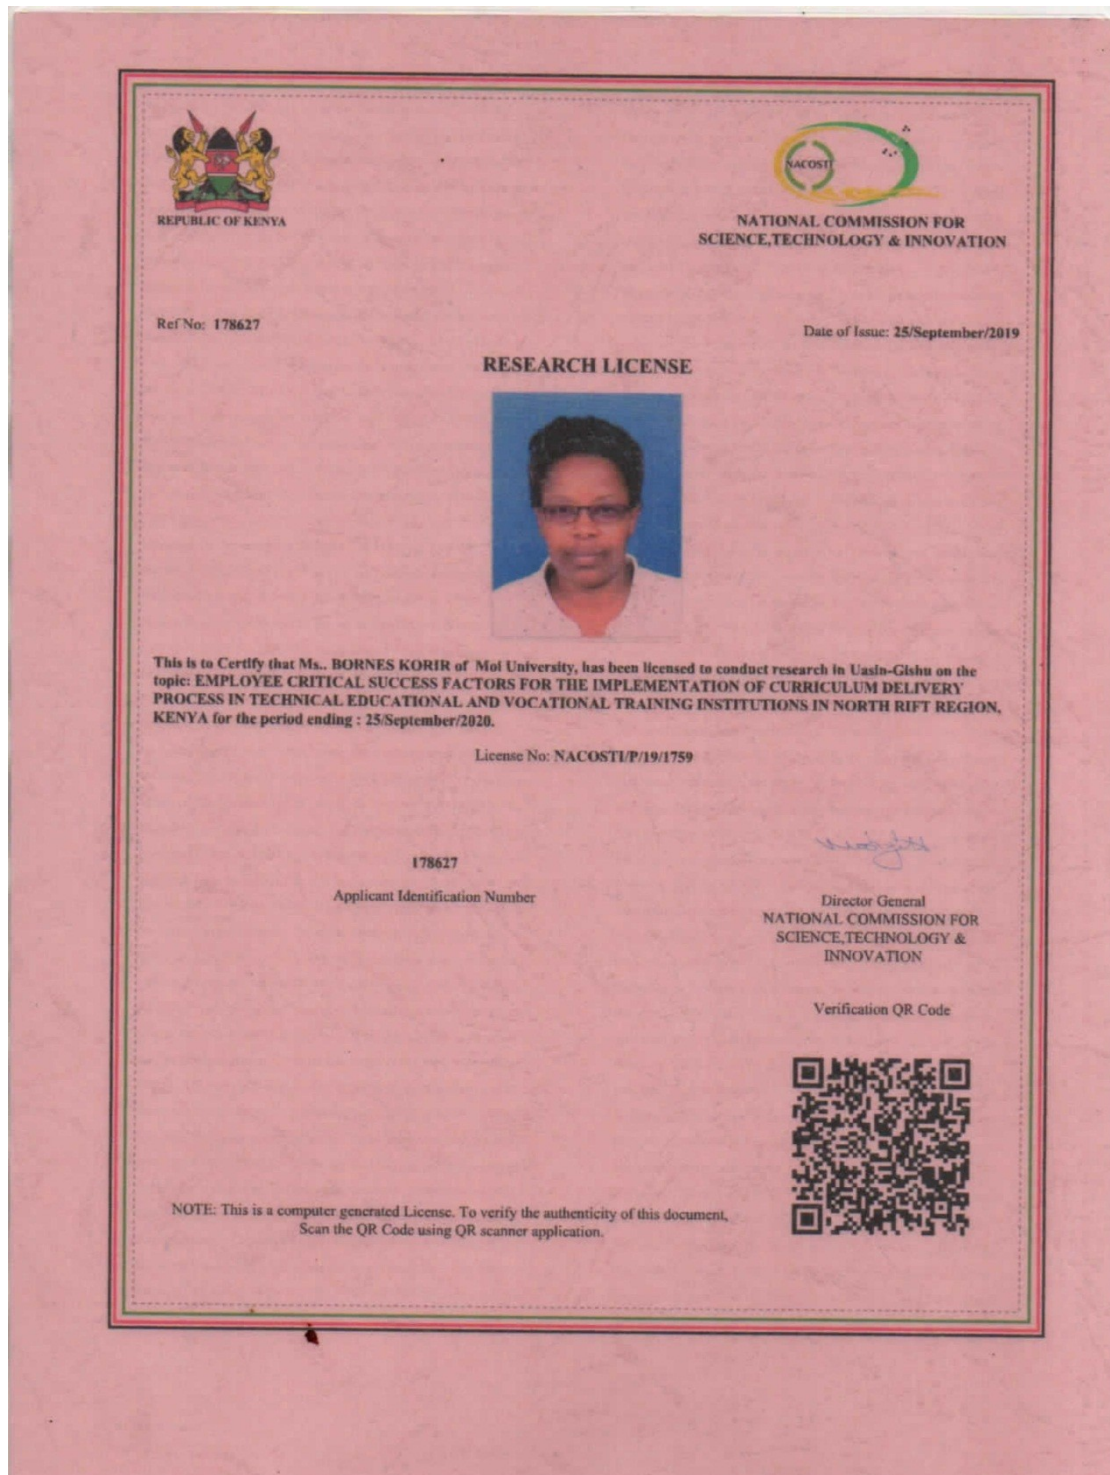 REPUBLIC OF KENYA
NACOSTI
NATIONAL COMMISSION FOR
SCIENCE,TECHNOLOGY & INNOVATION
Ref No: 178627
Date of Issue: 25/September/2019
RESEARCH LICENSE
This is to Certify that Ms.. BORNES KORIR of Moi University, has been licensed to conduct research in Uasin-Gishu on the
topic: EMPLOYEE CRITICAL SUCCESS FACTORS FOR THE IMPLEMENTATION OF CURRICULUM DELIVERY
PROCESS IN TECHNICAL EDUCATIONAL AND VOCATIONAL TRAINING INSTITUTIONS IN NORTH RIFT REGION,
KENYA for the period ending : 25/September/2020.
License No: NACOSTI/P/19/1759
178627
Applicant Identification Number
Director General
NATIONAL COMMISSION FOR
SCIENCE,TECHNOLOGY &
INNOVATION
Verification QR Code
NOTE: This is a computer generated License. To verify the authenticity of this document,
Scan the QR Code using QR scanner application.